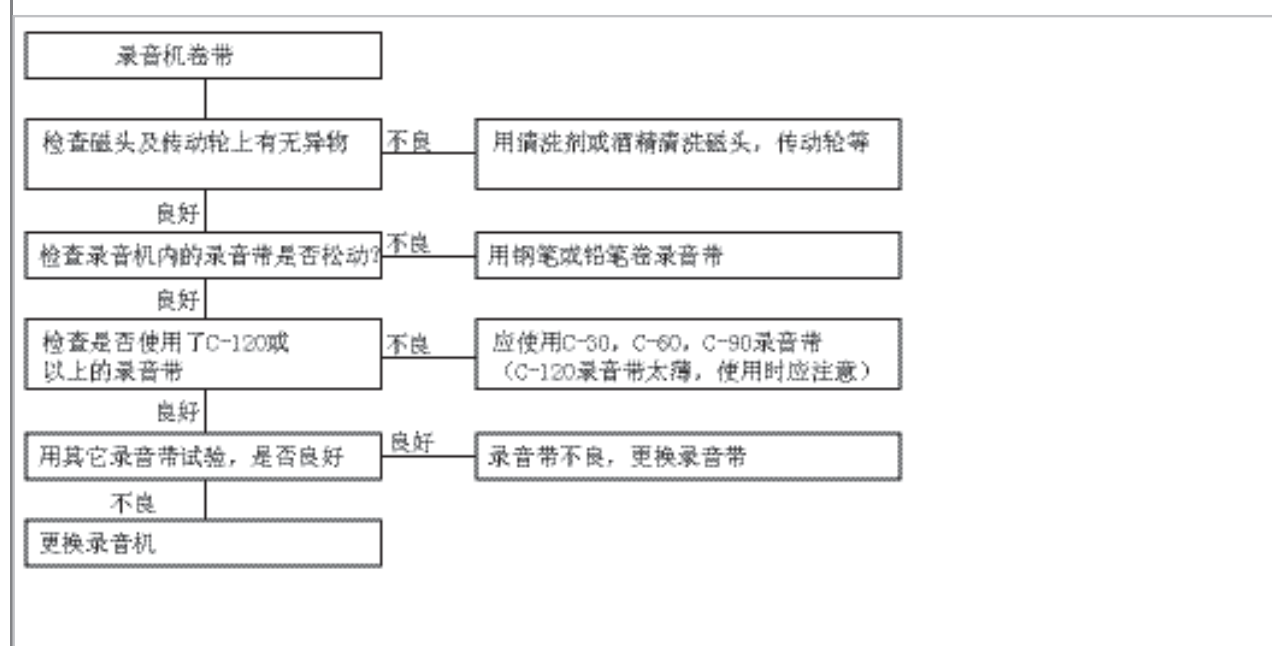 录音机卷带
检查磁头及传动轮上有无异物
不良
用清洗剂或酒精清洗磁头，传动轮等
良好
检查录音机内的录音带是否松动?
不良
用钢笔或铅笔卷录音带
良好
检查是否使用了C-120或
以上的录音带
不良
应使用C-30，C-60，C-90录音带
（C-120录音带太薄，使用时应注意）
良好
用其它录音带试验，是否良好
良好
录音带不良，更换录音带
不良
更换录音机